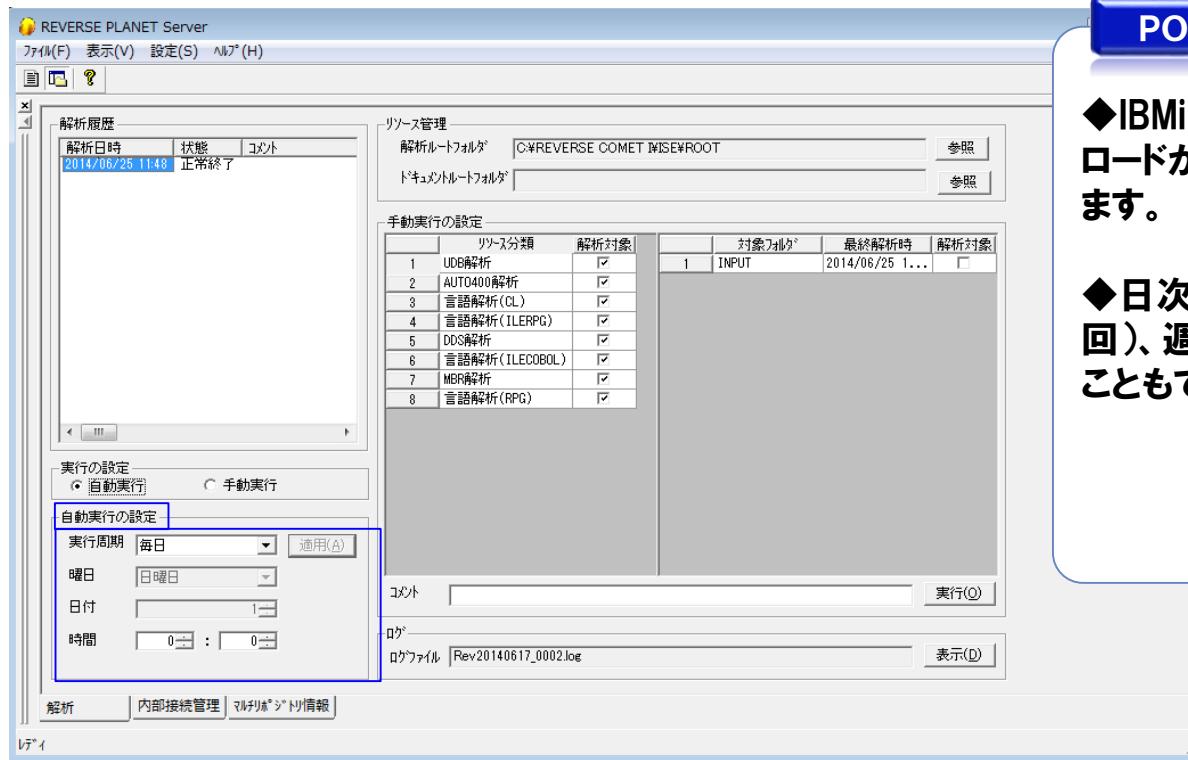 REVERSE PLANET Server
ﾌｧｲﾙ(F) 表示(V) 設定(S) ﾍﾙﾌﾟ(H)
解析履歴
解析日時 状態 ｺﾒﾝﾄ
2014/06/25 11:48 正常終了
実行の設定
自動実行 手動実行
自動実行の設定
実行周期 毎日 適用(A)
曜日 日曜日
日付 1
時間 0 : 0
ﾘｿｰｽ管理
解析ﾙｰﾄﾌｫﾙﾀﾞ C:¥REVERSE COMET I¥ISE¥ROOT 参照
ﾄﾞｷｭﾒﾝﾄﾙｰﾄﾌｫﾙﾀﾞ 参照
手動実行の設定
ﾘｿｰｽ分類 解析対象
1 UDB解析
2 AUTO400解析
3 言語解析(CL)
4 言語解析(ILERPG)
5 DDS解析
6 言語解析(ILECOBOL)
7 MBR解析
8 言語解析(RPG)
対象ﾌｫﾙﾀﾞ 最終解析時 解析対象
1 INPUT 2014/06/25 1...
ｺﾒﾝﾄ 実行(O)
ﾛｸﾞ
ﾛｸﾞﾌｧｲﾙ Rev20140617_0002.log 表示(D)
解析 内部接続管理 ﾏﾙﾁﾘﾎﾟｼﾞﾄﾘ情報
ﾚﾃﾞｨ
PO
◆IBMi
ロードが
ます。
◆日次
回）、週
こともで